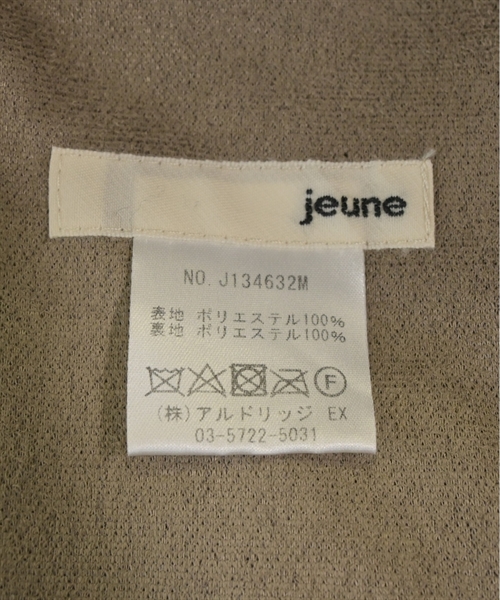 jeune
NO. J134632M
表地 ポリエステル100%
裏地 ポリエステル100%
F
(株) アルドリッジ EX
03-5722-5031